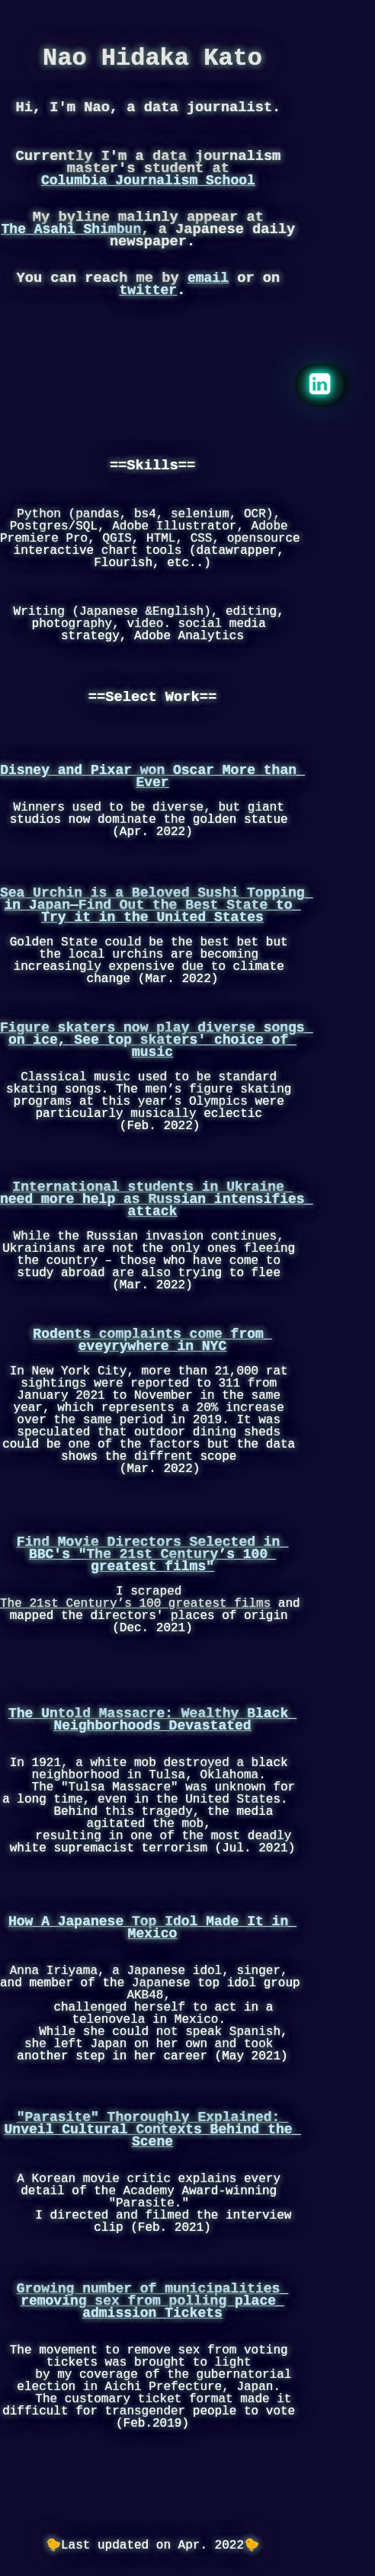 Nao Hidaka Kato
Hi, I'm Nao, a data journalist.
Currently I'm a data journalism
master's student at
Columbia Journalism School
My byline malinly appear at
The Asahi Shimbun, a Japanese daily
newspaper.
You can reach me by email or on
twitter.
in
==Skills==
Python (pandas, bs4, selenium, OCR),
Postgres/SQL, Adobe Illustrator, Adobe
Premiere Pro, QGIS, HTML, CSS, opensource
interactive chart tools (datawrapper,
Flourish, etc..)
Writing (Japanese &English), editing,
photography, video. social media
strategy, Adobe Analytics
==Select Work==
Disney and Pixar won Oscar More than
Ever
Winners used to be diverse, but giant
studios now dominate the golden statue
(Apr. 2022)
Sea Urchin is a Beloved Sushi Topping
in Japan—Find Out the Best State to
Try it in the United States
Golden State could be the best bet but
the local urchins are becoming
increasingly expensive due to climate
change (Mar. 2022)
Figure skaters now play diverse songs
on ice, See top skaters' choice of
music
Classical music used to be standard
skating songs. The men’s figure skating
programs at this year’s Olympics were
particularly musically eclectic
(Feb. 2022)
International students in Ukraine
need more help as Russian intensifies
attack
While the Russian invasion continues,
Ukrainians are not the only ones fleeing
the country – those who have come to
study abroad are also trying to flee
(Mar. 2022)
Rodents complaints come from
eveyrywhere in NYC
In New York City, more than 21,000 rat
sightings were reported to 311 from
January 2021 to November in the same
year, which represents a 20% increase
over the same period in 2019. It was
speculated that outdoor dining sheds
could be one of the factors but the data
shows the diffrent scope
(Mar. 2022)
Find Movie Directors Selected in
BBC's "The 21st Century’s 100
greatest films"
I scraped
The 21st Century’s 100 greatest films and
mapped the directors' places of origin
(Dec. 2021)
The Untold Massacre: Wealthy Black
Neighborhoods Devastated
In 1921, a white mob destroyed a black
neighborhood in Tulsa, Oklahoma.
The "Tulsa Massacre" was unknown for
a long time, even in the United States.
Behind this tragedy, the media
agitated the mob,
resulting in one of the most deadly
white supremacist terrorism (Jul. 2021)
How A Japanese Top Idol Made It in
Mexico
Anna Iriyama, a Japanese idol, singer,
and member of the Japanese top idol group
AKB48,
challenged herself to act in a
telenovela in Mexico.
While she could not speak Spanish,
she left Japan on her own and took
another step in her career (May 2021)
"Parasite" Thoroughly Explained:
Unveil Cultural Contexts Behind the
Scene
A Korean movie critic explains every
detail of the Academy Award-winning
"Parasite."
I directed and filmed the interview
clip (Feb. 2021)
Growing number of municipalities
removing sex from polling place
admission Tickets
The movement to remove sex from voting
tickets was brought to light
by my coverage of the gubernatorial
election in Aichi Prefecture, Japan.
The customary ticket format made it
difficult for transgender people to vote
(Feb.2019)
🐤Last updated on Apr. 2022🐤